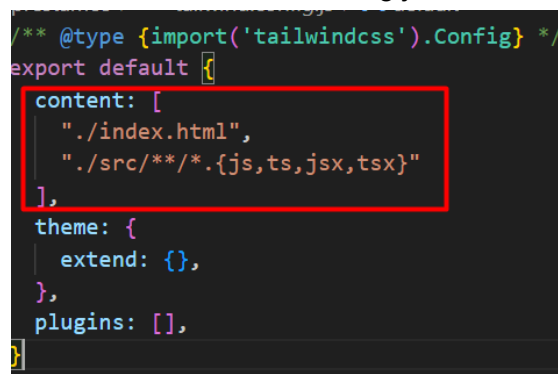 /** @type {import('tailwindcss').Config} */
export default {
  content: [
    "./index.html",
    "./src/**/*.{js,ts,jsx,tsx}"
  ],
  theme: {
    extend: {},
  },
  plugins: [],
}